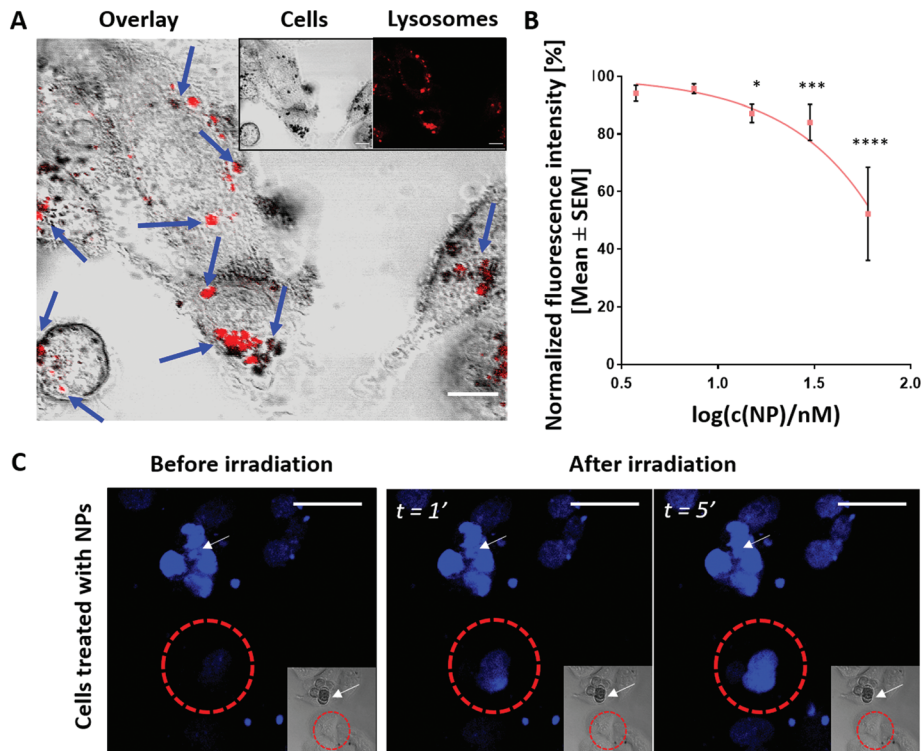 A
Overlay
Cells
Lysosomes
B
Normalized fluorescence intensity [%]
[Mean ± SEM]
100
80
60
40
20
0
*
***
****
0.5
1.0
1.5
2.0
log(c(NP)/nM)
C
Before irradiation
After irradiation
Cells treated with NPs
t = 1’
t = 5’